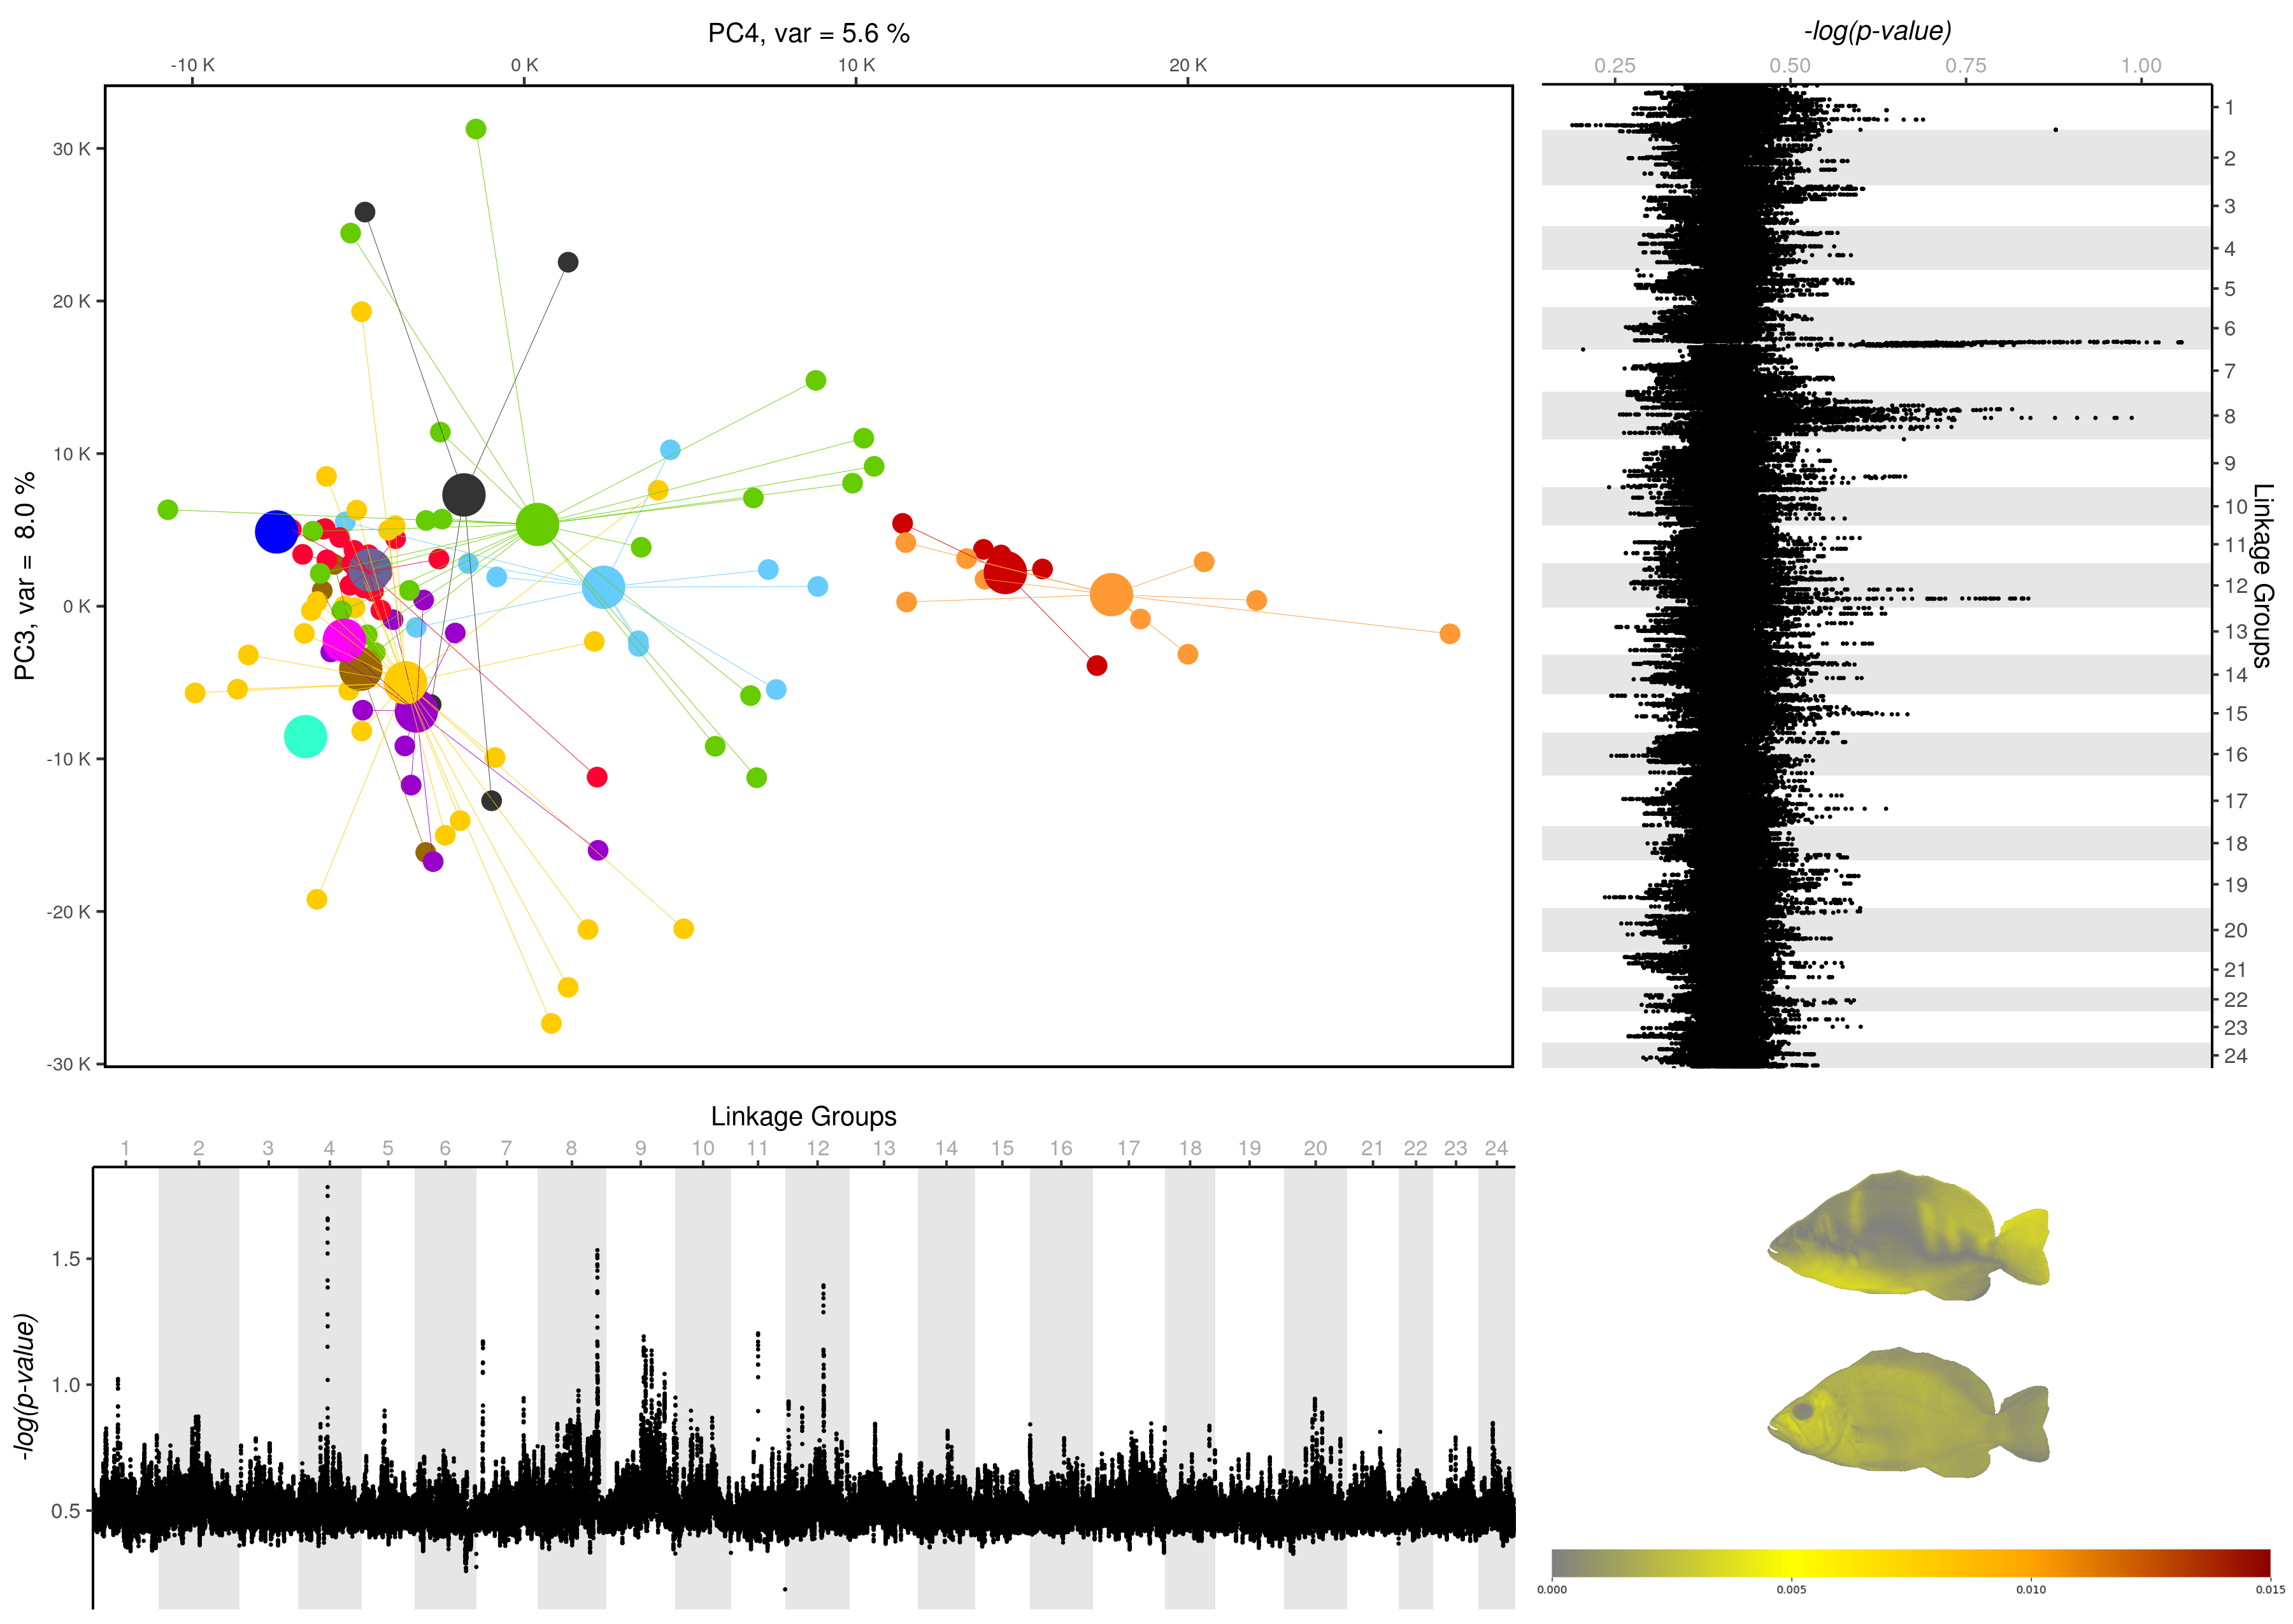 PC4, var = 5.6 %
-10 K 0 K 10 K 20 K
-log(p-value)
0.25 0.50 0.75 1.00
PC3, var = 8.0 %
30 K
20 K
10 K
0 K
-10 K
-20 K
-30 K
1
2
3
4
5
6
7
8
9
10
11
12
13
14
15
16
17
18
19
20
21
22
23
24
Linkage Groups
Linkage Groups
1 2 3 4 5 6 7 8 9 10 11 12 13 14 15 16 17 18 19 20 21 22 23 24
-log(p-value)
1.5
1.0
0.5
0.000 0.005 0.010 0.015